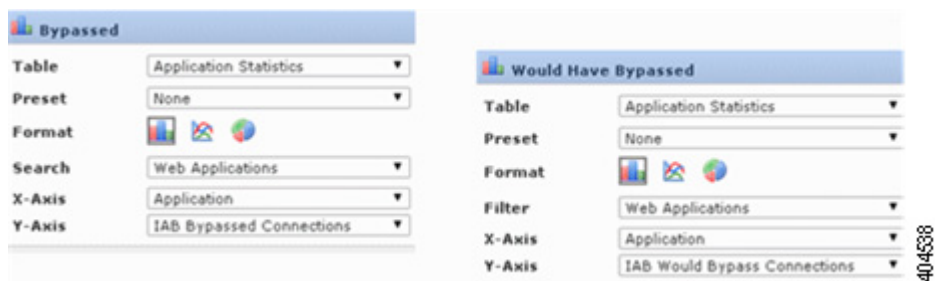 Bypassed
Table Application Statistics
Preset None
Format
Search Web Applications
X-Axis Application
Y-Axis IAB Bypassed Connections
Would Have Bypassed
Table Application Statistics
Preset None
Format
Filter Web Applications
X-Axis Application
Y-Axis IAB Would Bypass Connections
404538